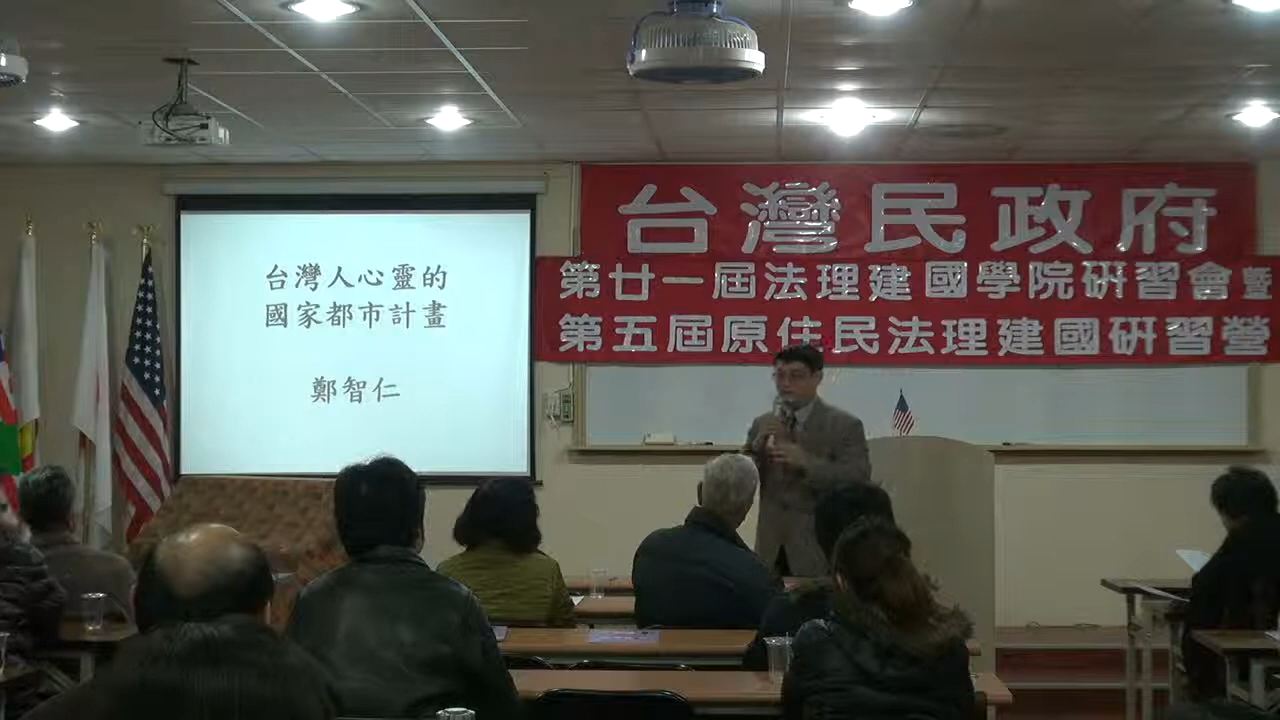 台灣人心靈的
國家都市計畫
鄭智仁
台灣民政府
第廿一屆法理建國學院研習會暨
第五屆原住民法理建國研習營